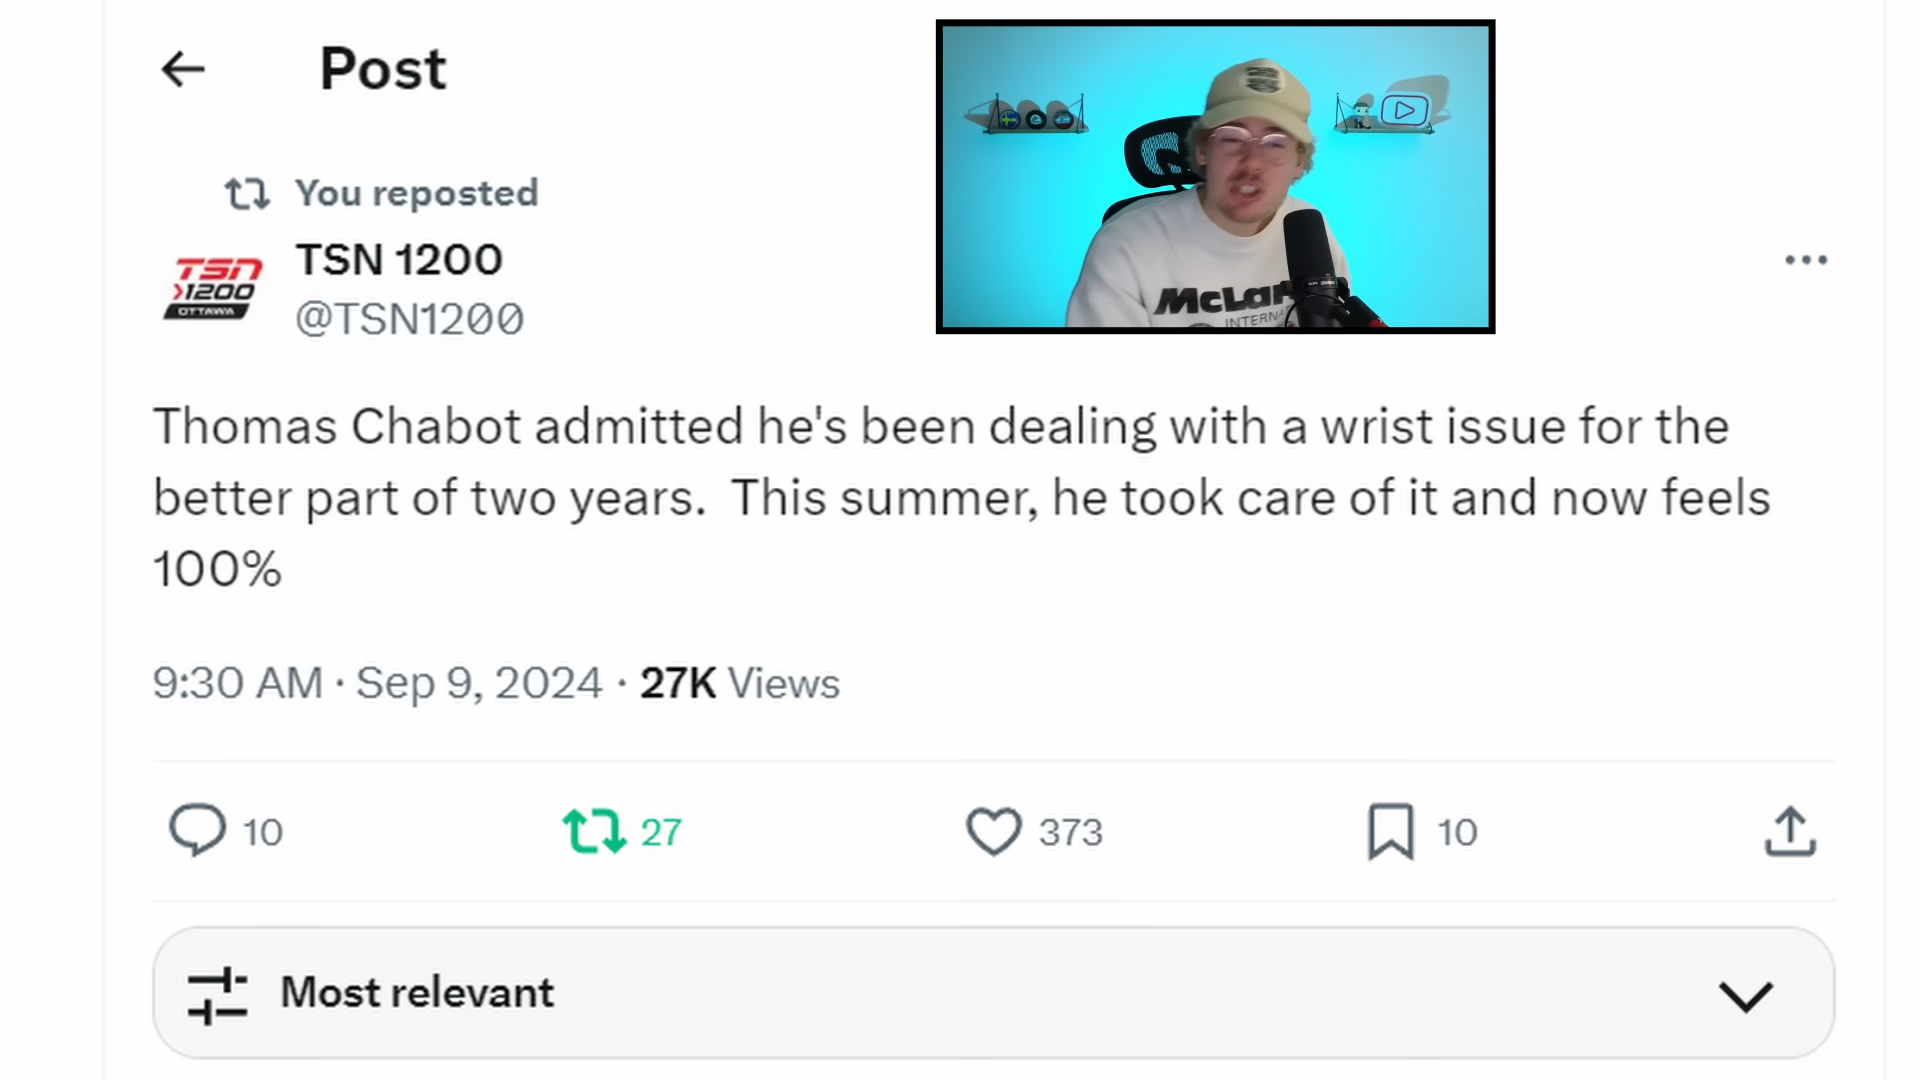 Post
You reposted
TSN 1200
@TSN1200
TSN
1200
OTTAWA
McLar
INTERNA
Thomas Chabot admitted he's been dealing with a wrist issue for the
better part of two years.  This summer, he took care of it and now feels
100%
9:30 AM · Sep 9, 2024 · 27K Views
10
27
373
10
Most relevant